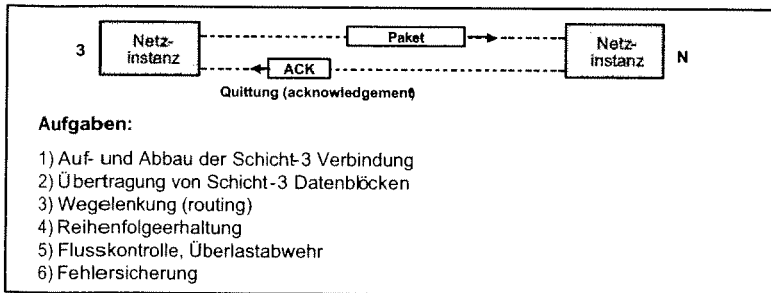 Paket
3 Netz- Netz- N
instanz instanz
ACK
Quittung (acknowledgement)
Aufgaben:
1) Auf- und Abbau der Schicht-3 Verbindung
2) Übertragung von Schicht-3 Datenblöcken
3) Wegelenkung (routing)
4) Reihenfolgeerhaltung
5) Flusskontrolle, Überlastabwehr
6) Fehlersicherung